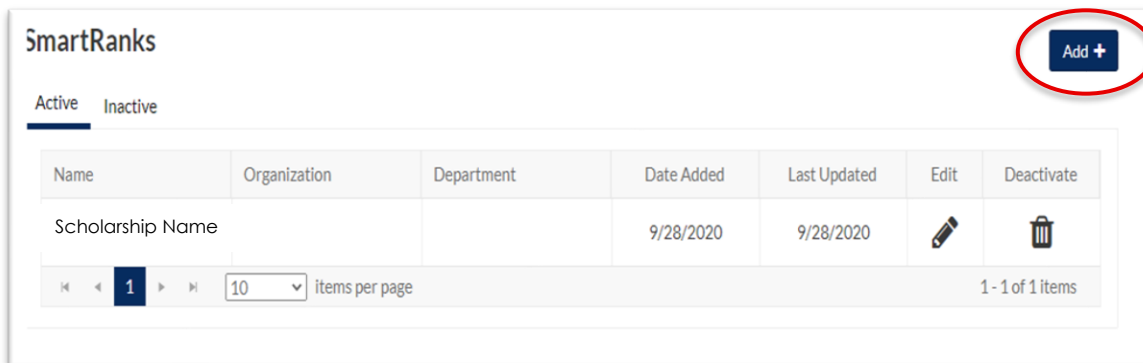 SmartRanks
Add +
Active Inactive
Name Organization Department Date Added Last Updated Edit Deactivate
Scholarship Name 9/28/2020 9/28/2020
1 10 items per page 1 - 1 of 1 items